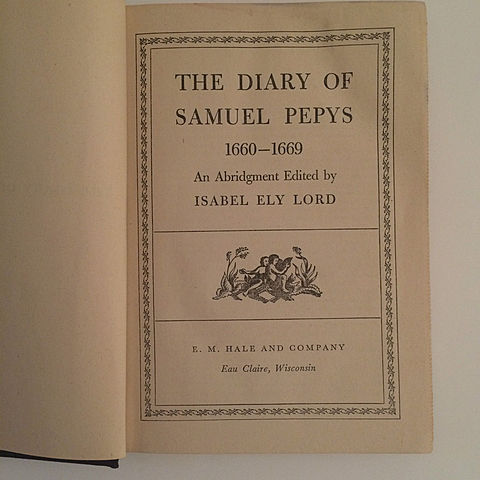 THE DIARY OF
SAMUEL PEPYS
1660–1669
An Abridgment Edited by
ISABEL ELY LORD
E. M. HALE AND COMPANY
Eau Claire, Wisconsin